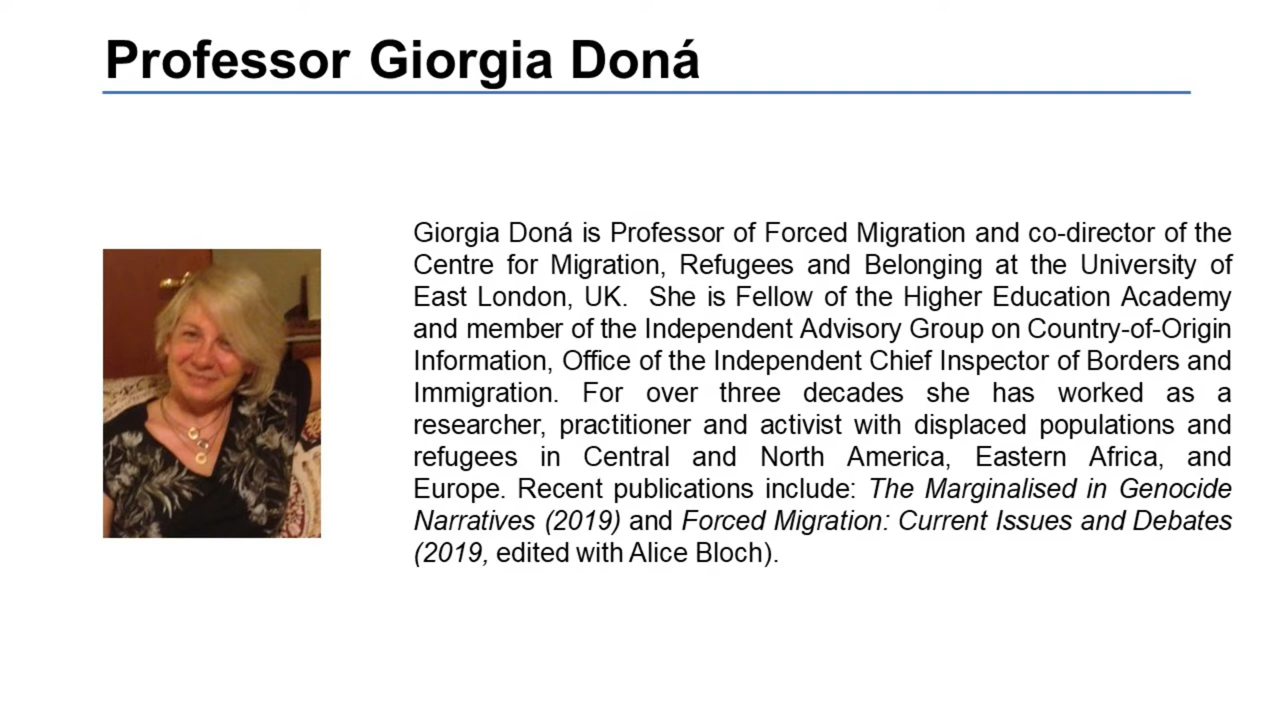 Professor Giorgia Doná
Giorgia Doná is Professor of Forced Migration and co-director of the
Centre for Migration, Refugees and Belonging at the University of
East London, UK.  She is Fellow of the Higher Education Academy
and member of the Independent Advisory Group on Country-of-Origin
Information, Office of the Independent Chief Inspector of Borders and
Immigration. For over three decades she has worked as a
researcher, practitioner and activist with displaced populations and
refugees in Central and North America, Eastern Africa, and
Europe. Recent publications include: The Marginalised in Genocide
Narratives (2019) and Forced Migration: Current Issues and Debates
(2019, edited with Alice Bloch).